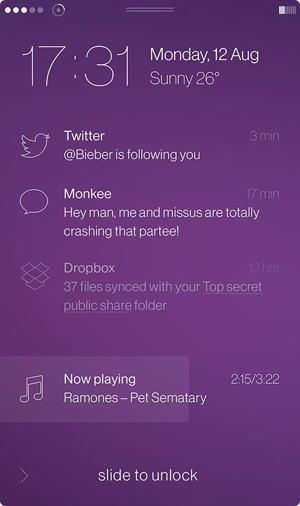 17:31
Monday, 12 Aug
Sunny 26°
Twitter 3 min
@Bieber is following you
Monkee 17 min
Hey man, me and missus are totally
crashing that partee!
Dropbox 12 hrs
37 files synced with your Top secret
public share folder
Now playing 2:15/3:22
Ramones – Pet Sematary
slide to unlock